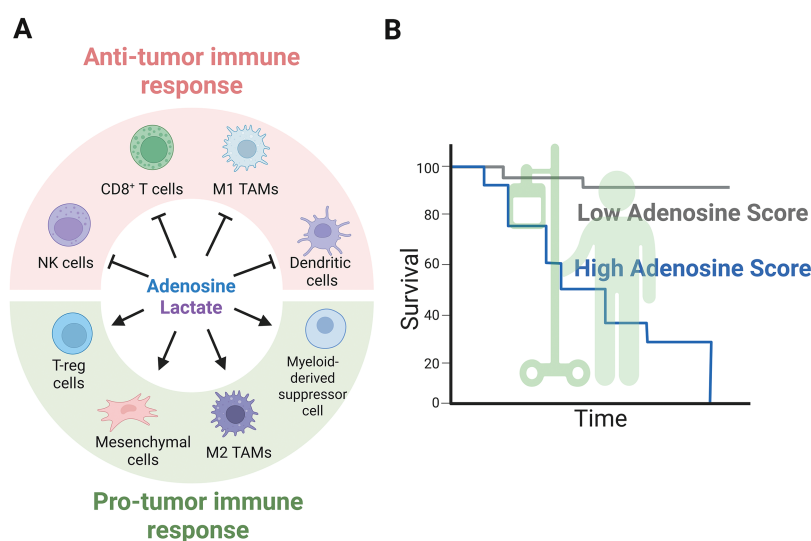 A
Anti-tumor immune
response
CD8⁺ T cells
M1 TAMs
NK cells
Dendritic
cells
Adenosine
Lactate
T-reg
cells
Myeloid-
derived
suppressor
cell
Mesenchymal
cells
M2 TAMs
Pro-tumor immune
response
B
Survival
100
80
60
40
20
0
Low Adenosine Score
High Adenosine Score
Time